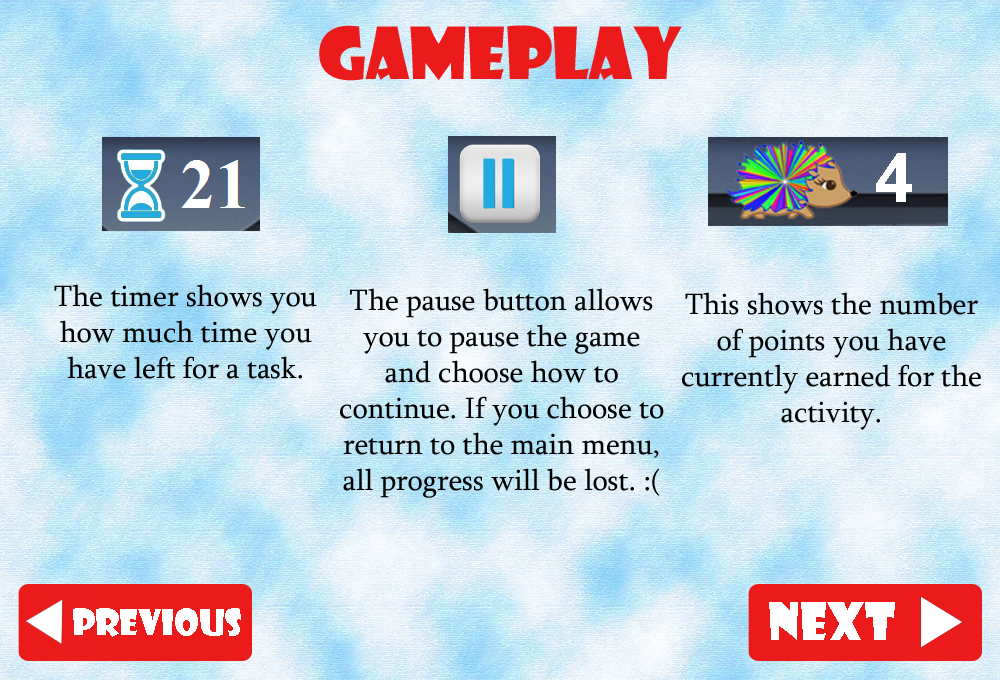 GAMEPLAY
21
4
The timer shows you
how much time you
have left for a task.
The pause button allows
you to pause the game
and choose how to
continue. If you choose to
return to the main menu,
all progress will be lost. :(
This shows the number
of points you have
currently earned for the
activity.
PREVIOUS
NEXT